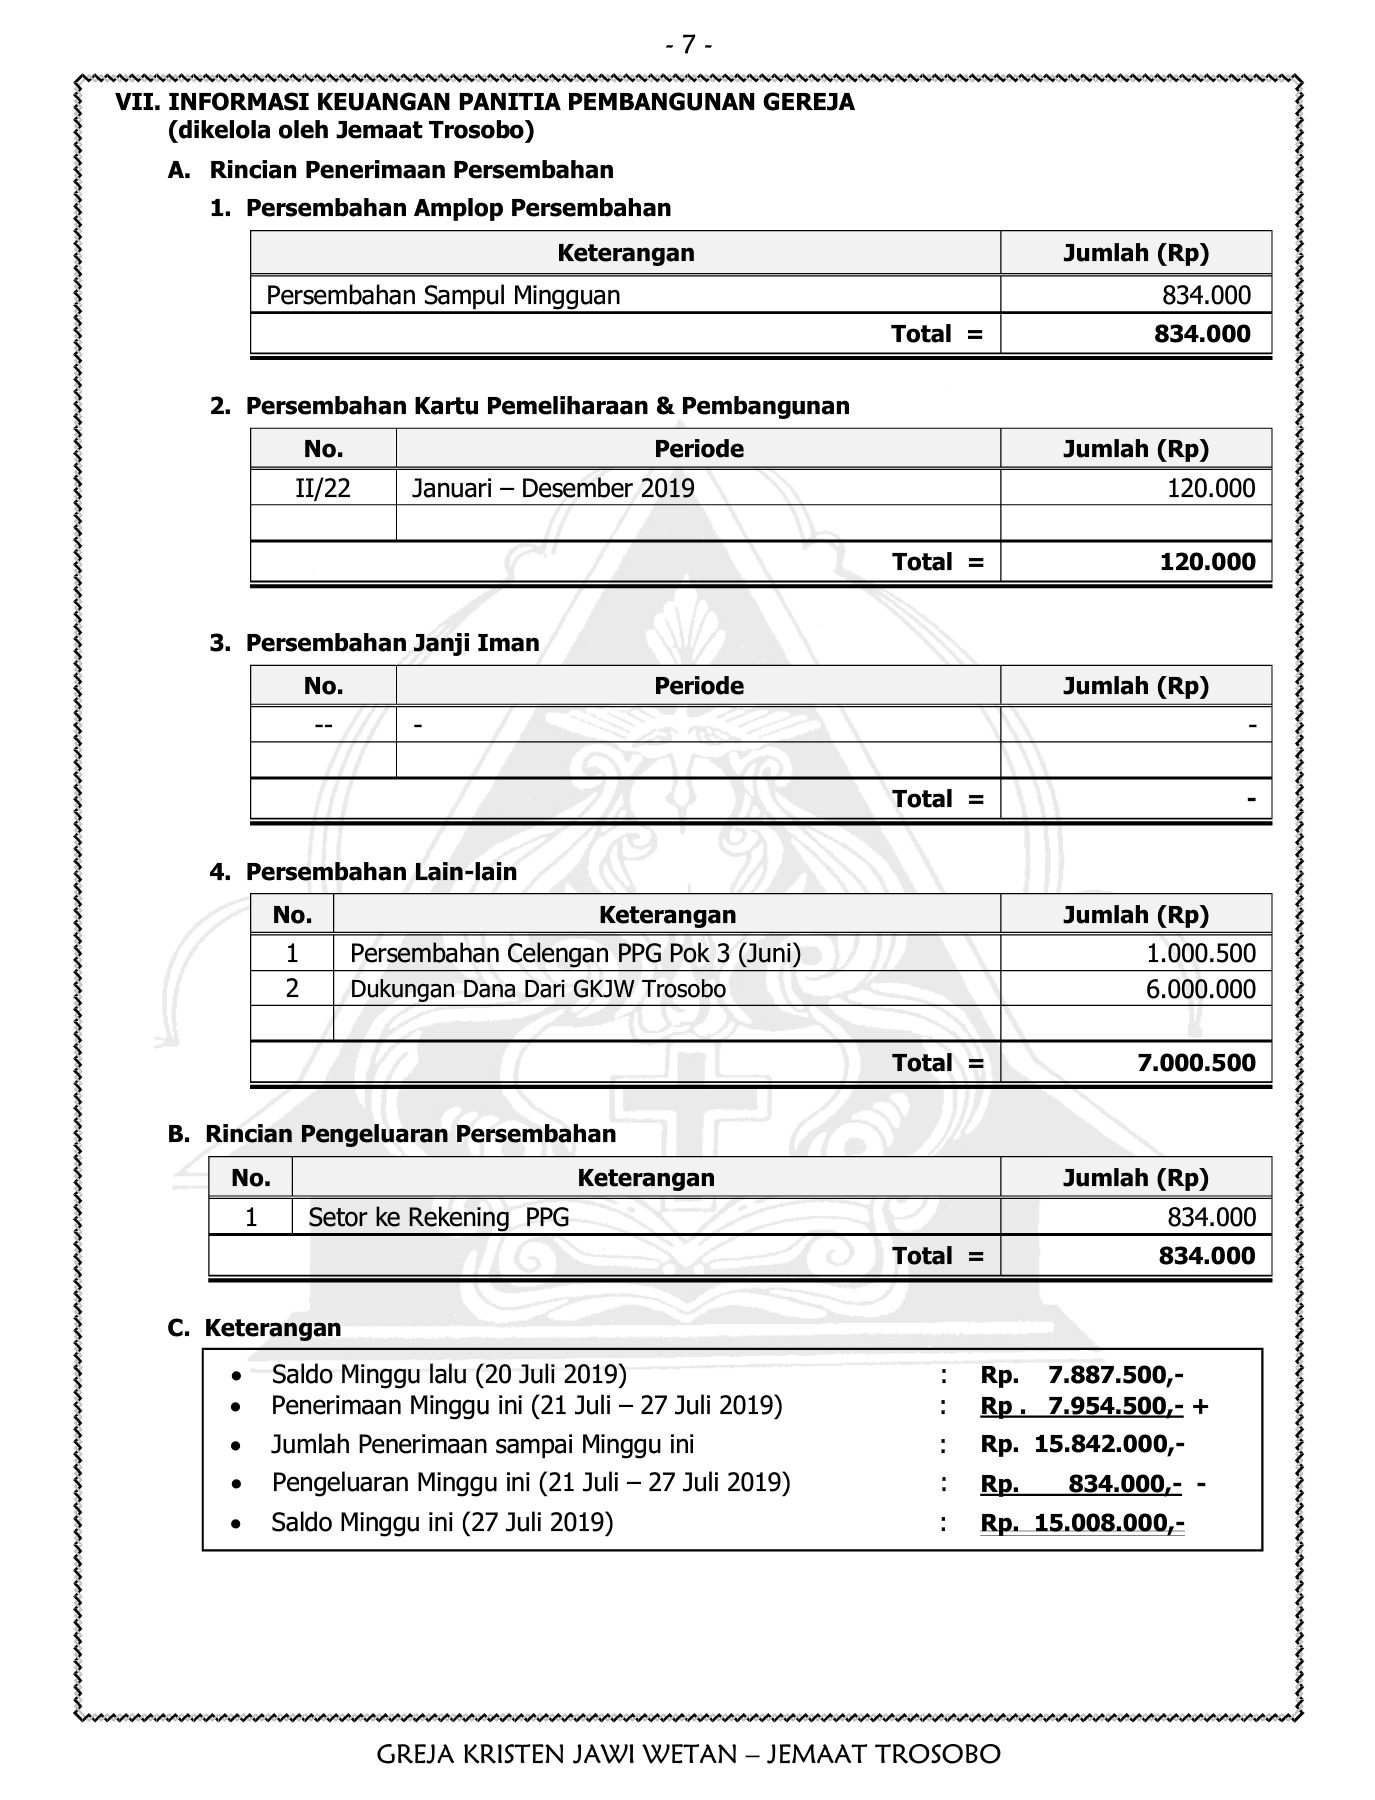 - 7 -
VII. INFORMASI KEUANGAN PANITIA PEMBANGUNAN GEREJA
(dikelola oleh Jemaat Trosobo)
A. Rincian Penerimaan Persembahan
1. Persembahan Amplop Persembahan
Keterangan Jumlah (Rp)
Persembahan Sampul Mingguan 834.000
Total = 834.000
2. Persembahan Kartu Pemeliharaan & Pembangunan
No. Periode Jumlah (Rp)
II/22 Januari – Desember 2019 120.000
Total = 120.000
3. Persembahan Janji Iman
No. Periode Jumlah (Rp)
-- - -
Total = -
4. Persembahan Lain-lain
No. Keterangan Jumlah (Rp)
1 Persembahan Celengan PPG Pok 3 (Juni) 1.000.500
2 Dukungan Dana Dari GKJW Trosobo 6.000.000
Total = 7.000.500
B. Rincian Pengeluaran Persembahan
No. Keterangan Jumlah (Rp)
1 Setor ke Rekening PPG 834.000
Total = 834.000
C. Keterangan
• Saldo Minggu lalu (20 Juli 2019) : Rp. 7.887.500,-
• Penerimaan Minggu ini (21 Juli – 27 Juli 2019) : Rp . 7.954.500,- +
• Jumlah Penerimaan sampai Minggu ini : Rp. 15.842.000,-
• Pengeluaran Minggu ini (21 Juli – 27 Juli 2019) : Rp. 834.000,- -
• Saldo Minggu ini (27 Juli 2019) : Rp. 15.008.000,-
GREJA KRISTEN JAWI WETAN – JEMAAT TROSOBO